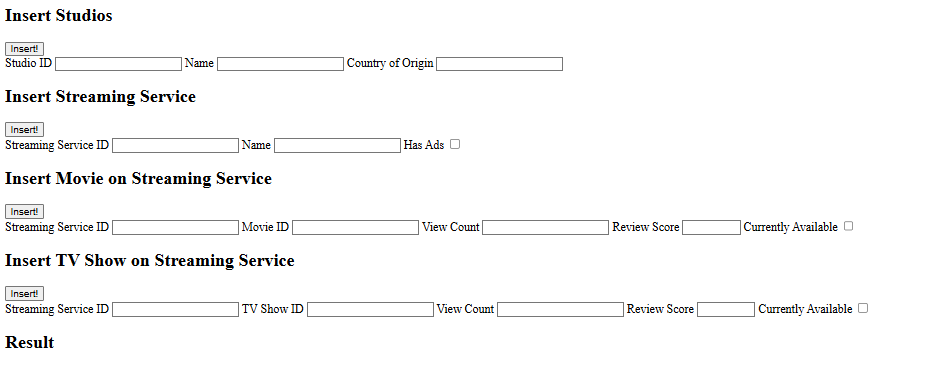 Insert Studios
Insert!
Studio ID Name Country of Origin
Insert Streaming Service
Insert!
Streaming Service ID Name Has Ads
Insert Movie on Streaming Service
Insert!
Streaming Service ID Movie ID View Count Review Score Currently Available
Insert TV Show on Streaming Service
Insert!
Streaming Service ID TV Show ID View Count Review Score Currently Available
Result